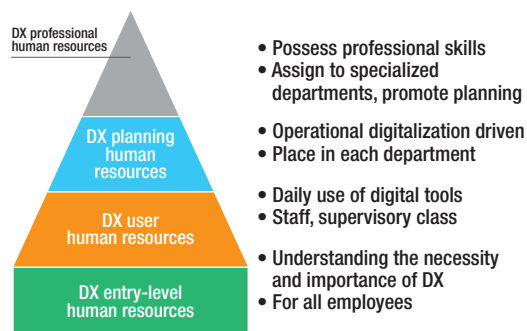 DX professional
human resources
• Possess professional skills
• Assign to specialized
departments, promote planning
DX planning
human
resources
• Operational digitalization driven
• Place in each department
DX user
human resources
• Daily use of digital tools
• Staff, supervisory class
DX entry-level
human resources
• Understanding the necessity
and importance of DX
• For all employees